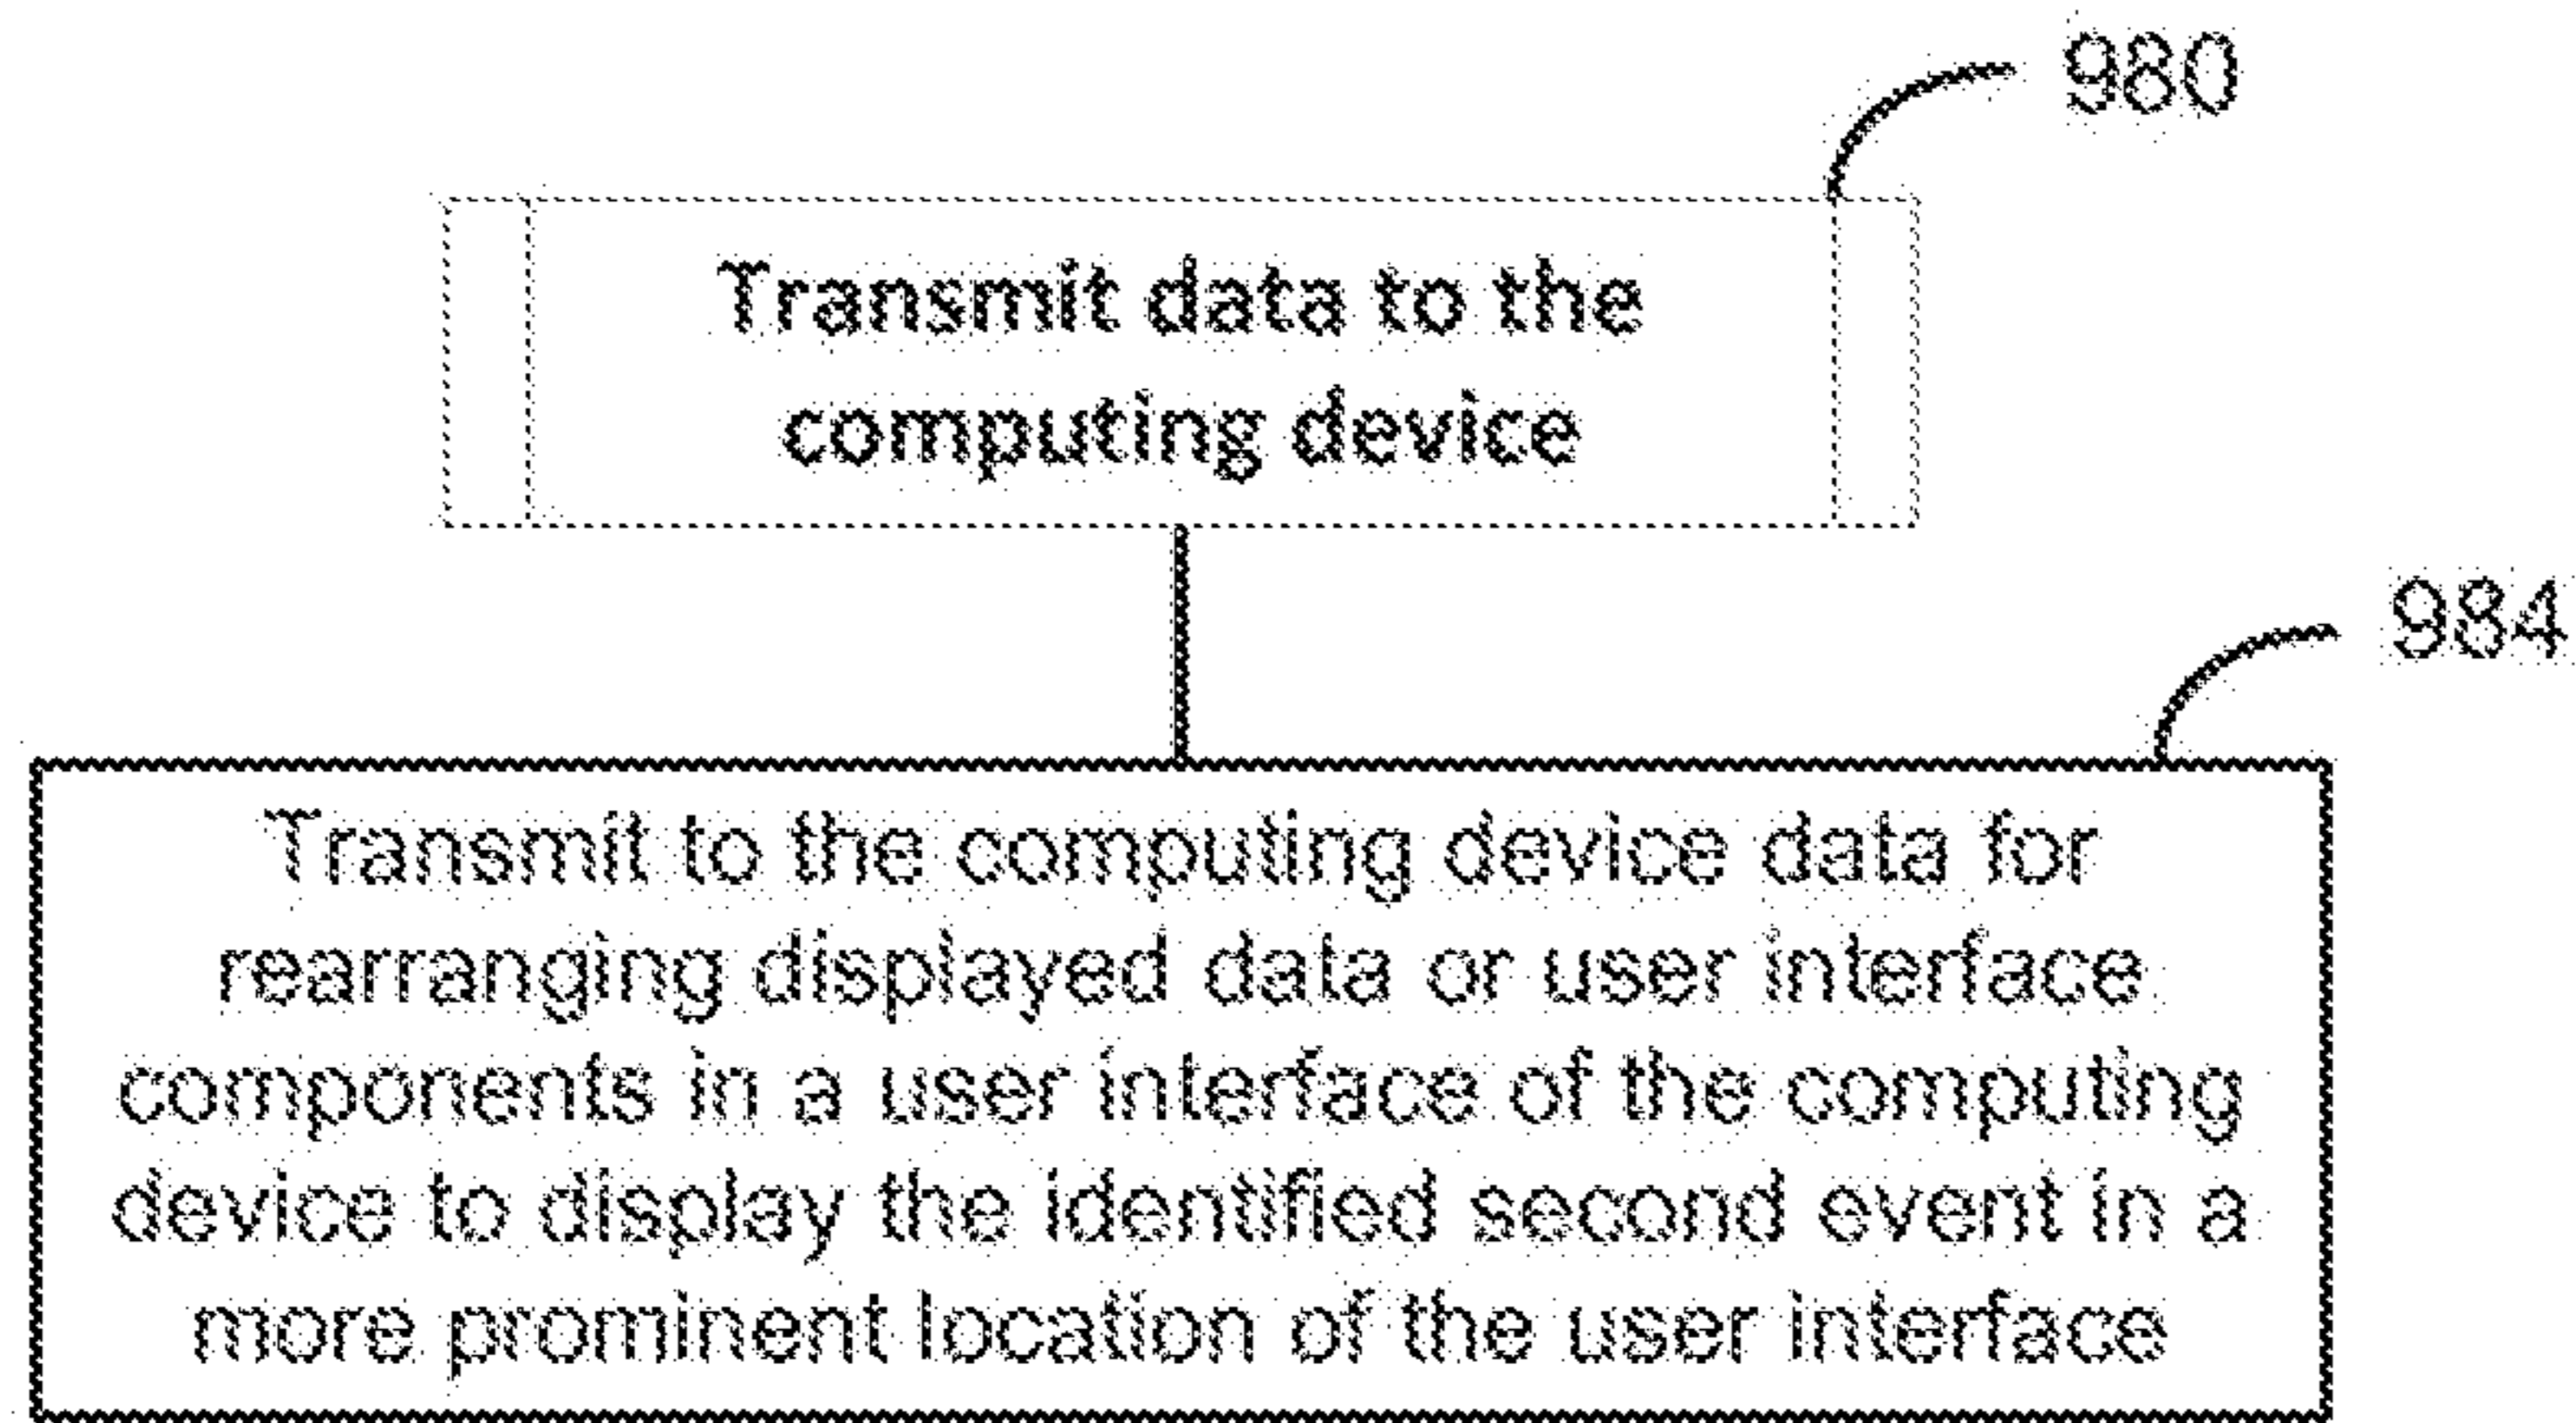 980
Transmit data to the
computing device
984
Transmit to the computing device data for
rearranging displayed data or user interface
components in a user interface of the computing
device to display the identified second event in a
more prominent location of the user interface